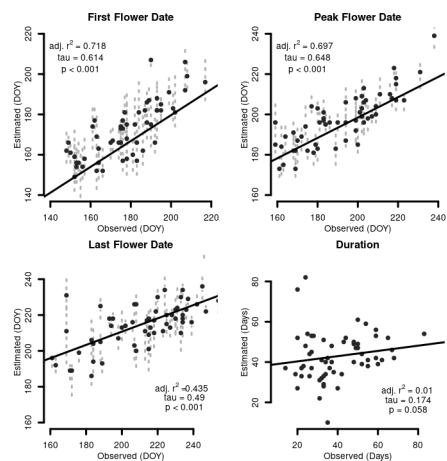 First Flower Date
adj. r² = 0.718
tau = 0.614
p < 0.001
Estimated (DOY)
140 160 180 200 220
140 160 180 200 220
Observed (DOY)
Peak Flower Date
adj. r² = 0.697
tau = 0.648
p < 0.001
Estimated (DOY)
160 180 200 220 240
160 180 200 220 240
Observed (DOY)
Last Flower Date
adj. r² =0.435
tau = 0.49
p < 0.001
Estimated (DOY)
160 180 200 220 240
160 180 200 220 240
Observed (DOY)
Duration
adj. r² = 0.01
tau = 0.174
p = 0.058
Estimated (Days)
20 40 60 80
20 40 60 80
Observed (Days)